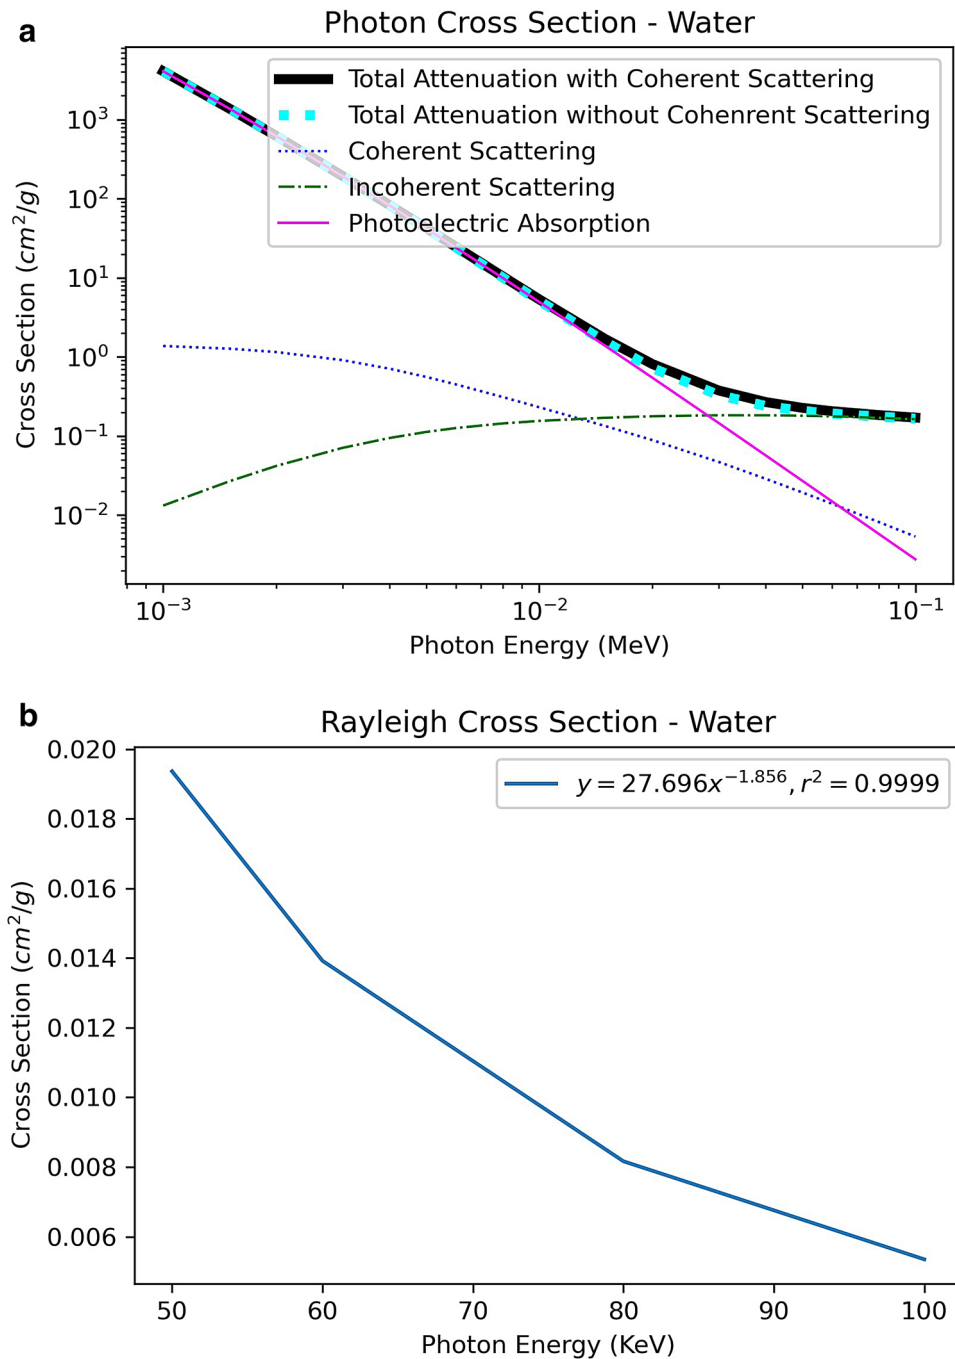 a
Photon Cross Section - Water
Total Attenuation with Coherent Scattering
Total Attenuation without Cohenrent Scattering
Coherent Scattering
Incoherent Scattering
Photoelectric Absorption
Cross Section (cm²/g)
10³
10²
10¹
10⁰
10⁻¹
10⁻²
10⁻³ 10⁻² 10⁻¹
Photon Energy (MeV)
b
Rayleigh Cross Section - Water
y = 27.696x⁻¹·⁸⁵⁶, r² = 0.9999
Cross Section (cm²/g)
0.020
0.018
0.016
0.014
0.012
0.010
0.008
0.006
50 60 70 80 90 100
Photon Energy (KeV)